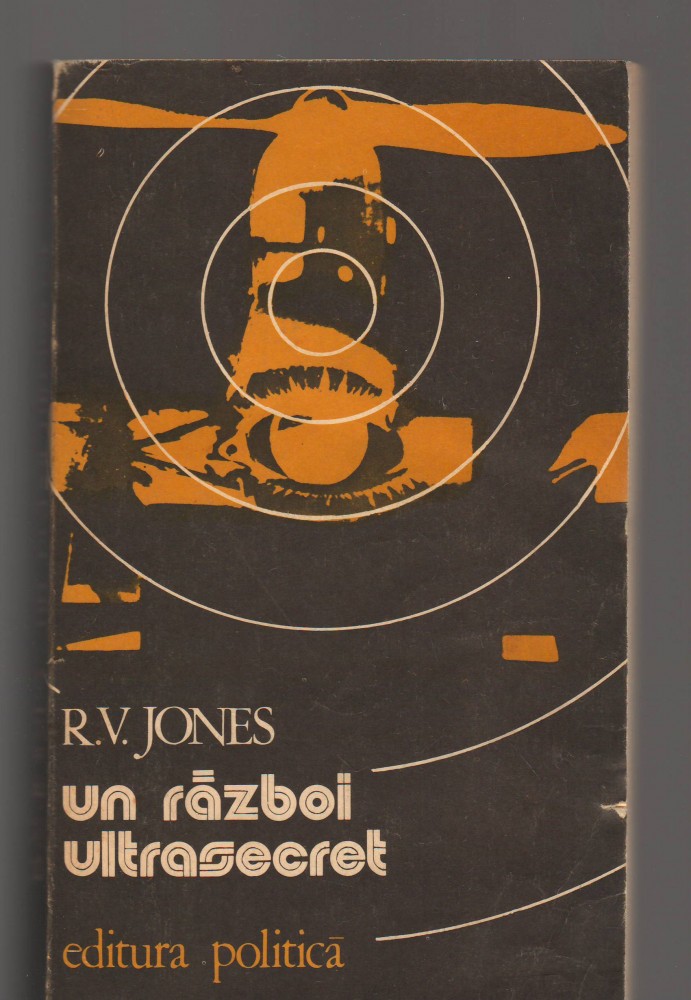 R.V. JONES
un război
ultrasecret
editura politică